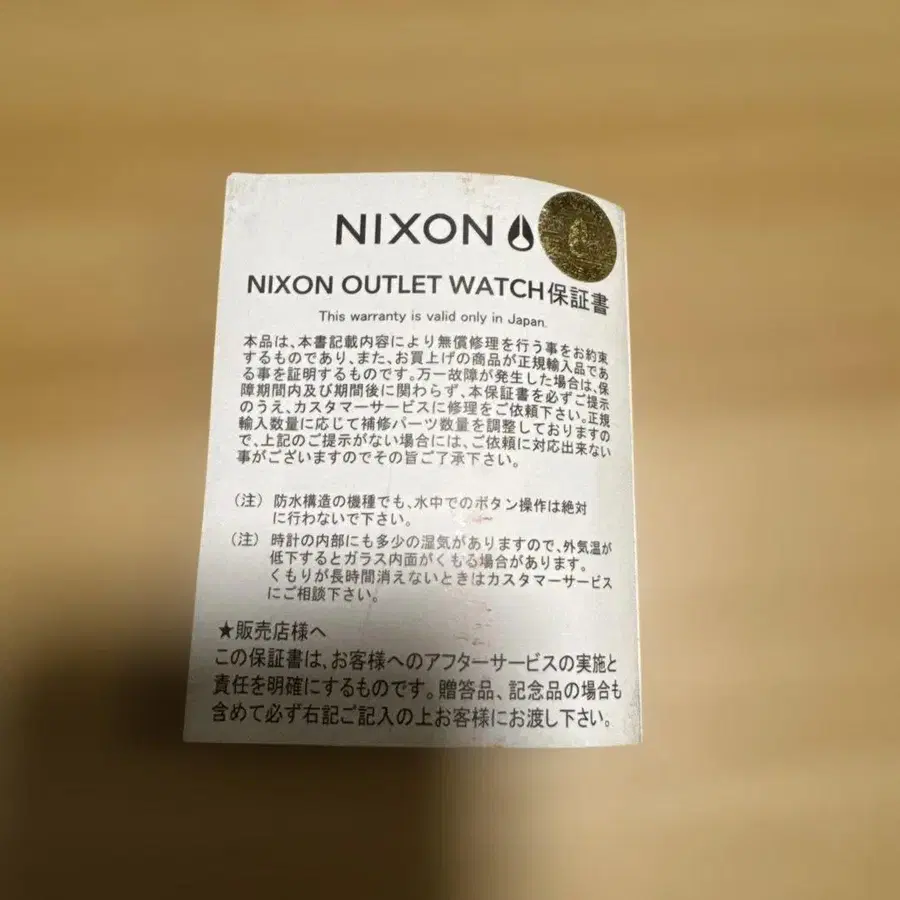 NIXON
NIXON OUTLET WATCH保証書
This warranty is valid only in Japan.
本品は、本書記載内容により無償修理を行う事をお約束
するものであり、また、お買上げの商品が正規輸入品であ
る事を証明するものです。万一故障が発生した場合は、保
障期間内及び期間後に関わらず、本保証書を必ずご提示
のうえ、カスタマーサービスに修理をご依頼下さい。正規
輸入数量に応じて補修パーツ数量を調整しておりますの
で、上記のご提示がない場合には、ご依頼に対応出来ない
事がございますのでその旨ご了承下さい。
（注） 防水構造の機種でも、水中でのボタン操作は絶対
に行わないで下さい。
（注） 時計の内部にも多少の湿気がありますので、外気温が
低下するとガラス内面がくもる場合があります。
くもりが長時間消えないときはカスタマーサービス
にご相談下さい。
★販売店様へ
この保証書は、お客様へのアフターサービスの実施と
責任を明確にするものです。贈答品、記念品の場合も
含めて必ず右記ご記入の上お客様にお渡し下さい。